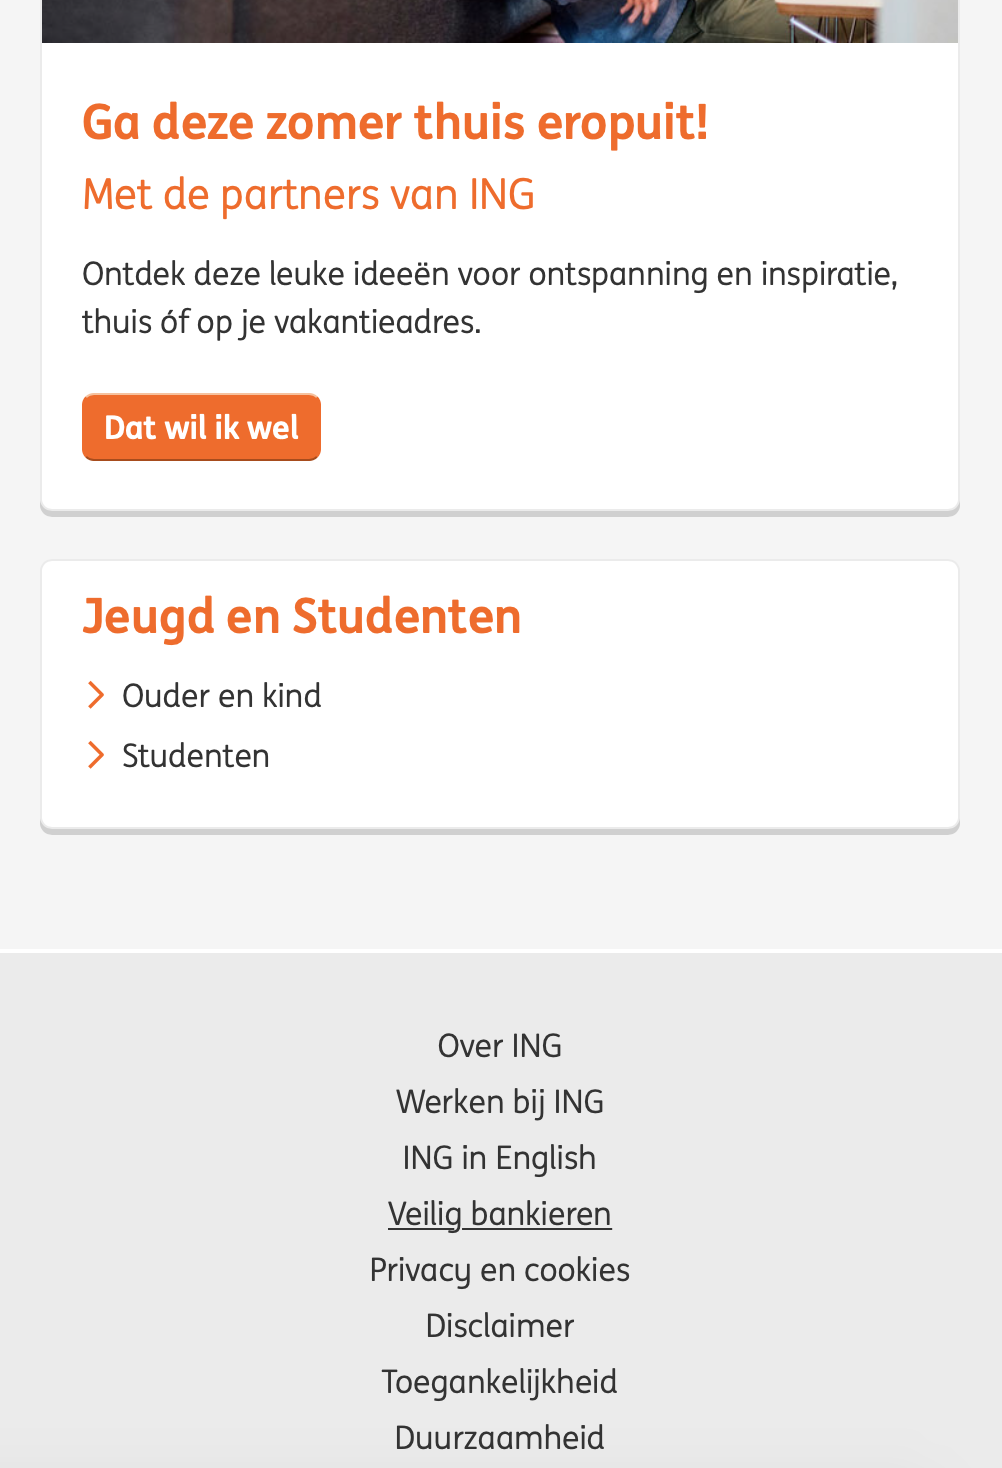 Ga deze zomer thuis eropuit!
Met de partners van ING
Ontdek deze leuke ideeën voor ontspanning en inspiratie,
thuis óf op je vakantieadres.
Dat wil ik wel
Jeugd en Studenten
Ouder en kind
Studenten
Over ING
Werken bij ING
ING in English
Veilig bankieren
Privacy en cookies
Disclaimer
Toegankelijkheid
Duurzaamheid